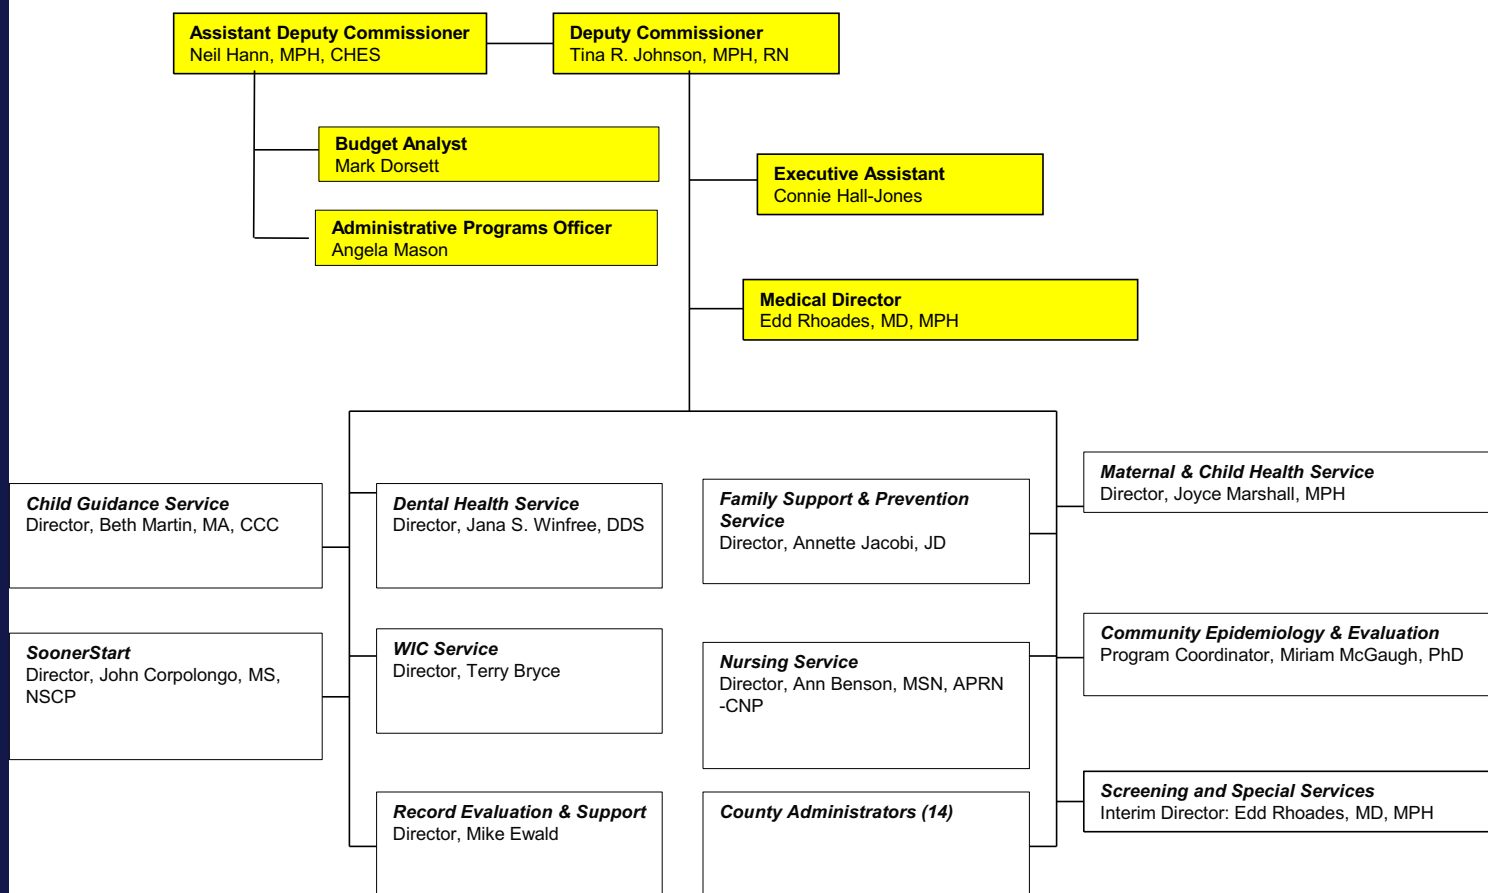 Assistant Deputy Commissioner
Neil Hann, MPH, CHES
Deputy Commissioner
Tina R. Johnson, MPH, RN
Budget Analyst
Mark Dorsett
Executive Assistant
Connie Hall-Jones
Administrative Programs Officer
Angela Mason
Medical Director
Edd Rhoades, MD, MPH
Child Guidance Service
Director, Beth Martin, MA, CCC
Dental Health Service
Director, Jana S. Winfree, DDS
Family Support & Prevention
Service
Director, Annette Jacobi, JD
Maternal & Child Health Service
Director, Joyce Marshall, MPH
SoonerStart
Director, John Corpolongo, MS,
NSCP
WIC Service
Director, Terry Bryce
Nursing Service
Director, Ann Benson, MSN, APRN
-CNP
Community Epidemiology & Evaluation
Program Coordinator, Miriam McGaugh, PhD
Record Evaluation & Support
Director, Mike Ewald
County Administrators (14)
Screening and Special Services
Interim Director: Edd Rhoades, MD, MPH